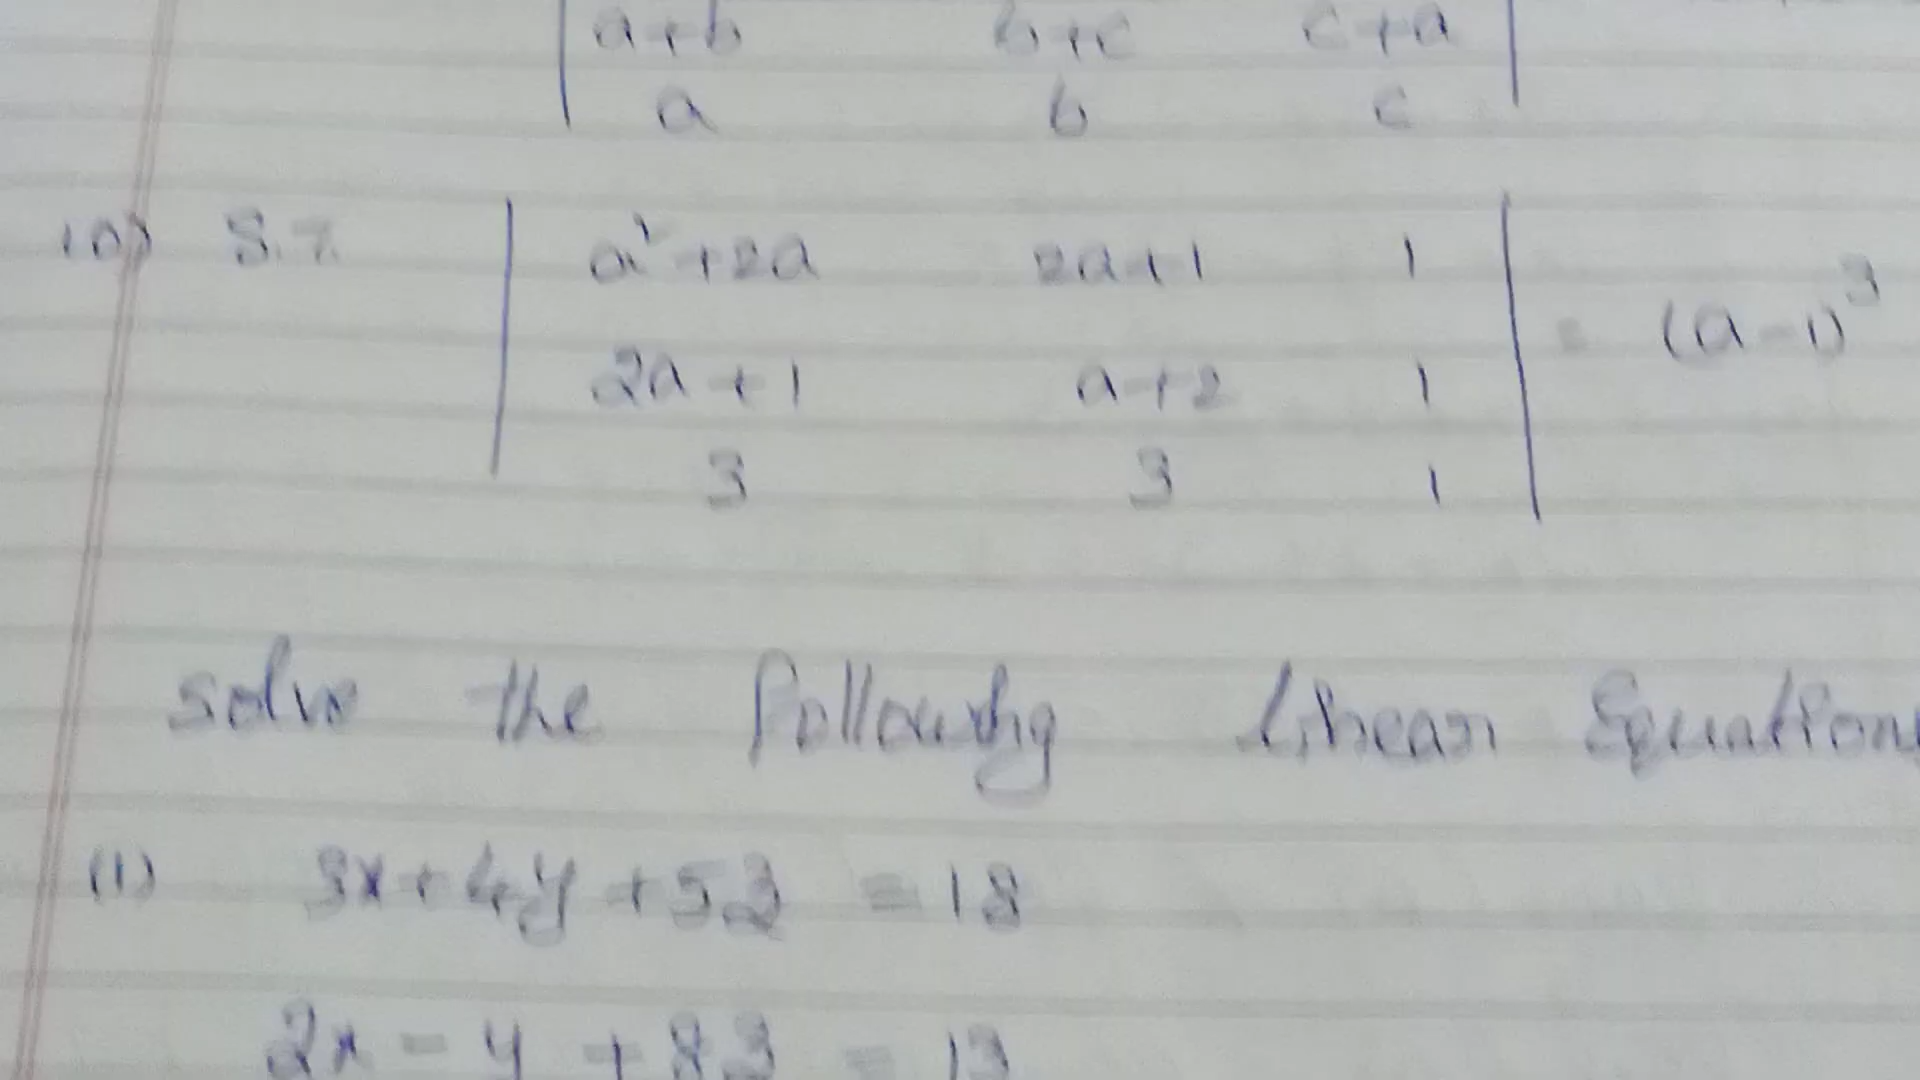 a+b b+c c+a
a b c
(10) S.T. | a²+2a 2a+1 1 |
| 2a+1 a+2 1 | = (a-1)³
| 3 3 1 |
solve the following Linear Equations
(1) 3x+4y+5z = 18
2x - y + 8z = 13